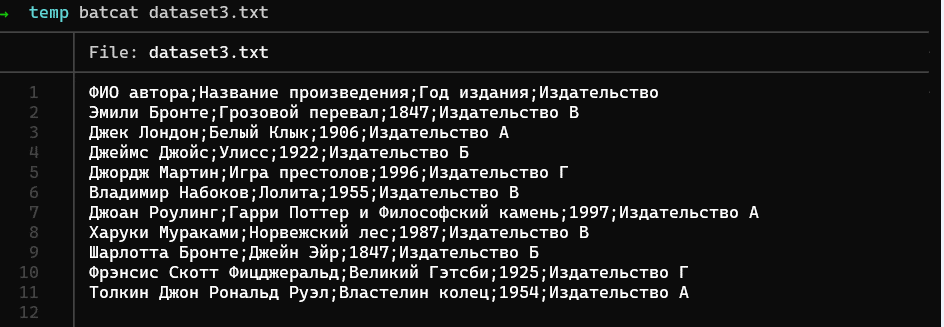 → temp batcat dataset3.txt
File: dataset3.txt
1 ФИО автора;Название произведения;Год издания;Издательство
2 Эмили Бронте;Грозовой перевал;1847;Издательство В
3 Джек Лондон;Белый Клык;1906;Издательство А
4 Джеймс Джойс;Улисс;1922;Издательство Б
5 Джордж Мартин;Игра престолов;1996;Издательство Г
6 Владимир Набоков;Лолита;1955;Издательство В
7 Джоан Роулинг;Гарри Поттер и Философский камень;1997;Издательство А
8 Харуки Мураками;Норвежский лес;1987;Издательство В
9 Шарлотта Бронте;Джейн Эйр;1847;Издательство Б
10 Фрэнсис Скотт Фицджеральд;Великий Гэтсби;1925;Издательство Г
11 Толкин Джон Рональд Руэл;Властелин колец;1954;Издательство А
12